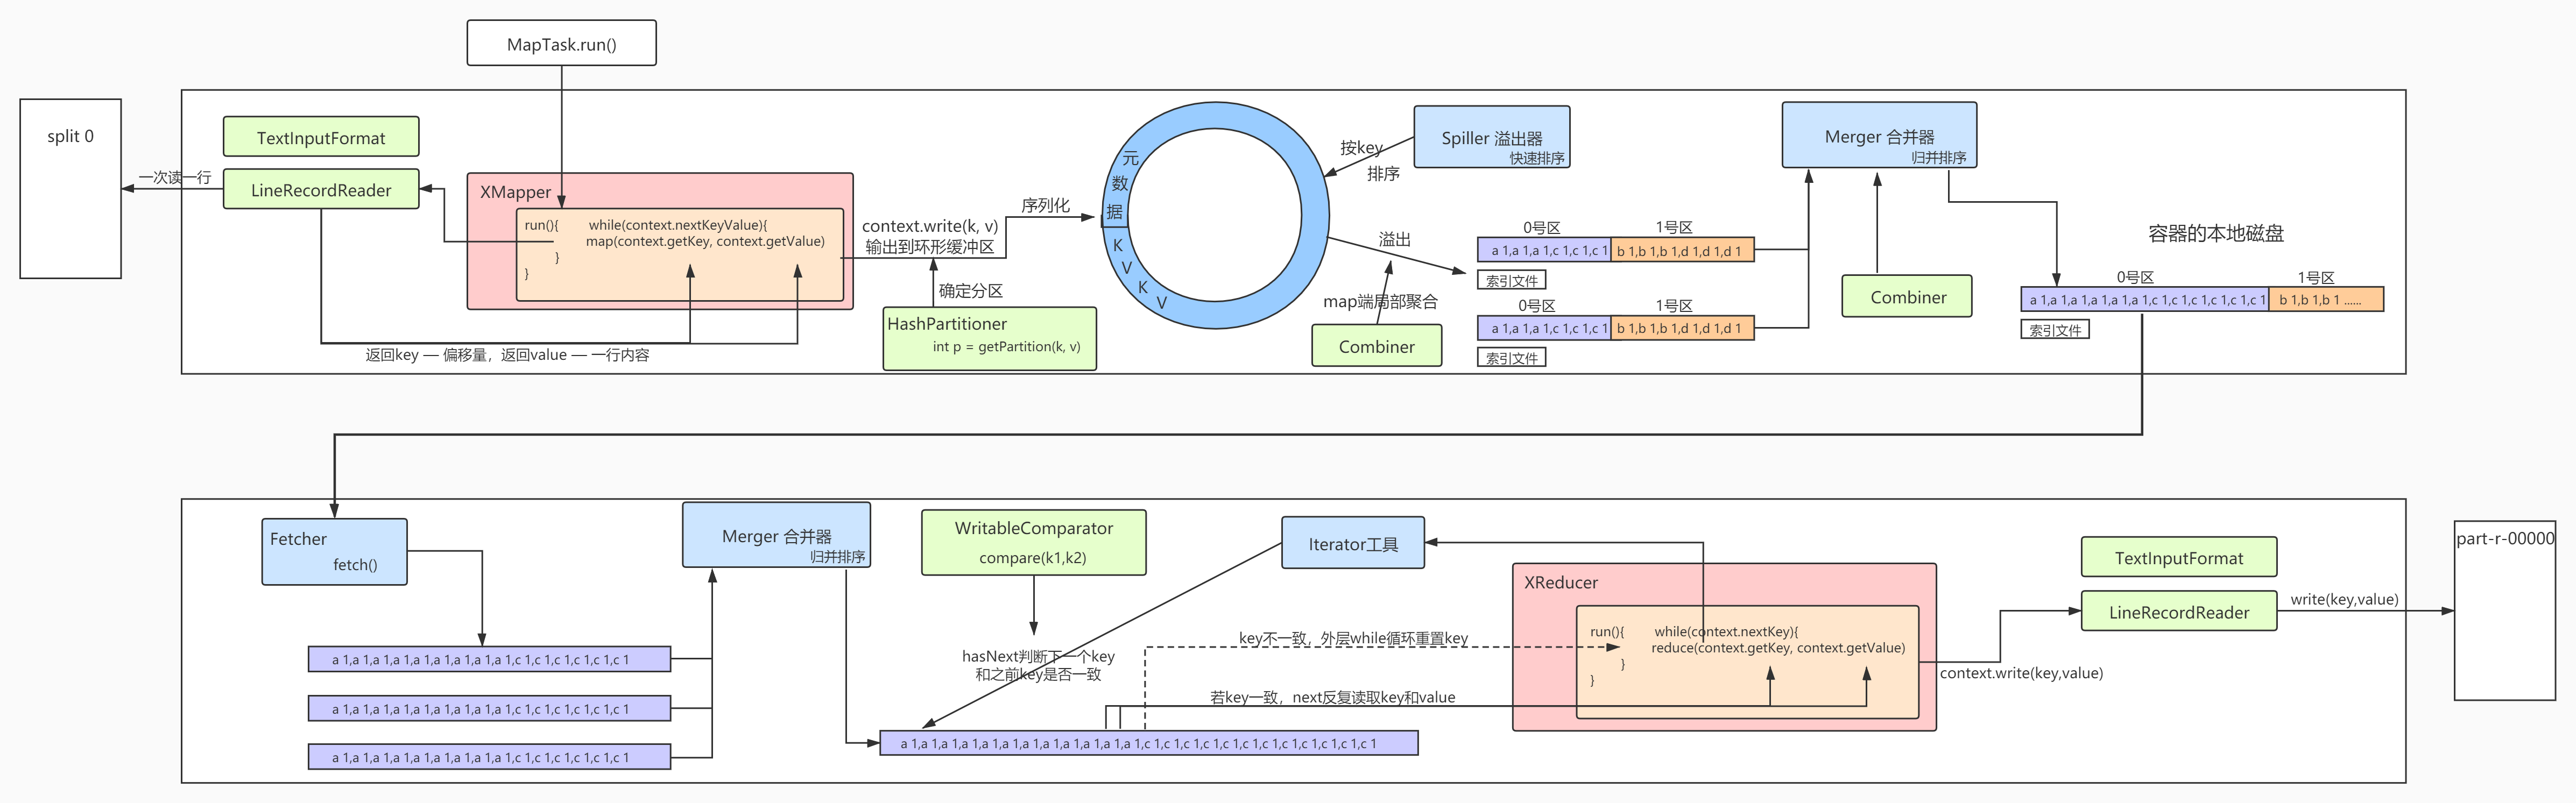 MapTask.run()
split 0
一次读一行
TextInputFormat
LineRecordReader
XMapper
run(){ while(context.nextKeyValue){
map(context.getKey, context.getValue)
}
}
返回key — 偏移量，返回value — 一行内容
context.write(k, v)
输出到环形缓冲区
确定分区
HashPartitioner
int p = getPartition(k, v)
序列化
元
数
据
K
V
K
V
按key
排序
Spiller 溢出器
快速排序
溢出
map端局部聚合
Combiner
0号区 1号区
a 1,a 1,a 1,c 1,c 1,c 1 b 1,b 1,b 1,d 1,d 1,d 1
索引文件
0号区 1号区
a 1,a 1,a 1,c 1,c 1,c 1 b 1,b 1,b 1,d 1,d 1,d 1
索引文件
Merger 合并器
归并排序
Combiner
容器的本地磁盘
0号区 1号区
a 1,a 1,a 1,a 1,a 1,a 1,c 1,c 1,c 1,c 1,c 1,c 1 b 1,b 1,b 1 ......
索引文件
Fetcher
fetch()
a 1,a 1,a 1,a 1,a 1,a 1,a 1,a 1,a 1,c 1,c 1,c 1,c 1,c 1,c 1
a 1,a 1,a 1,a 1,a 1,a 1,a 1,a 1,a 1,c 1,c 1,c 1,c 1,c 1,c 1
a 1,a 1,a 1,a 1,a 1,a 1,a 1,a 1,a 1,c 1,c 1,c 1,c 1,c 1,c 1
Merger 合并器
归并排序
WritableComparator
compare(k1,k2)
hasNext判断下一个key
和之前key是否一致
Iterator工具
key不一致，外层while循环重置key
若key一致，next反复读取key和value
a 1,a 1,a 1,a 1,a 1,a 1,a 1,a 1,a 1,a 1,a 1,a 1,c 1,c 1,c 1,c 1,c 1,c 1,c 1,c 1,c 1,c 1,c 1,c 1
XReducer
run(){ while(context.nextKey){
reduce(context.getKey, context.getValue)
}
}
context.write(key,value)
TextInputFormat
LineRecordReader
write(key,value)
part-r-00000